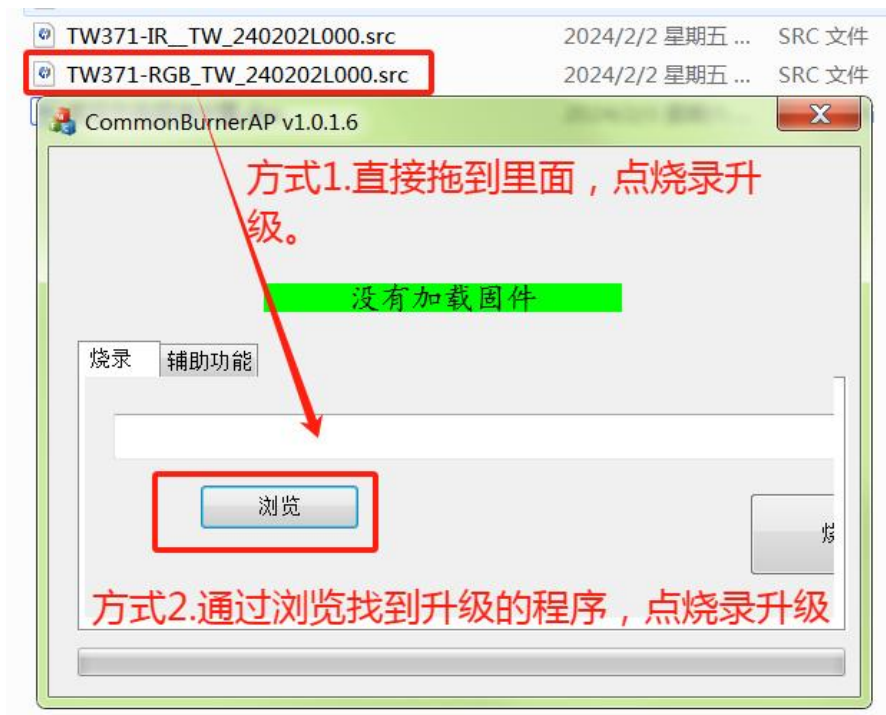 TW371-IR__TW_240202L000.src 2024/2/2 星期五 ... SRC 文件
TW371-RGB_TW_240202L000.src 2024/2/2 星期五 ... SRC 文件
CommonBurnerAP v1.0.1.6
方式1.直接拖到里面，点烧录升
级。
没有加载固件
烧录 辅助功能
浏览
方式2.通过浏览找到升级的程序，点烧录升级